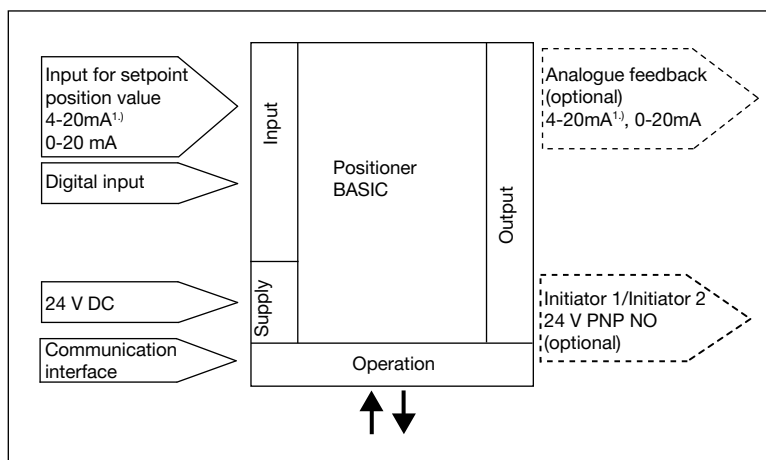 Input for setpoint
position value
4-20mA1.)
0-20 mA
Digital input
24 V DC
Communication
interface
Input
Supply
Positioner
BASIC
Operation
Output
Analogue feedback
(optional)
4-20mA1.), 0-20mA
Initiator 1/Initiator 2
24 V PNP NO
(optional)